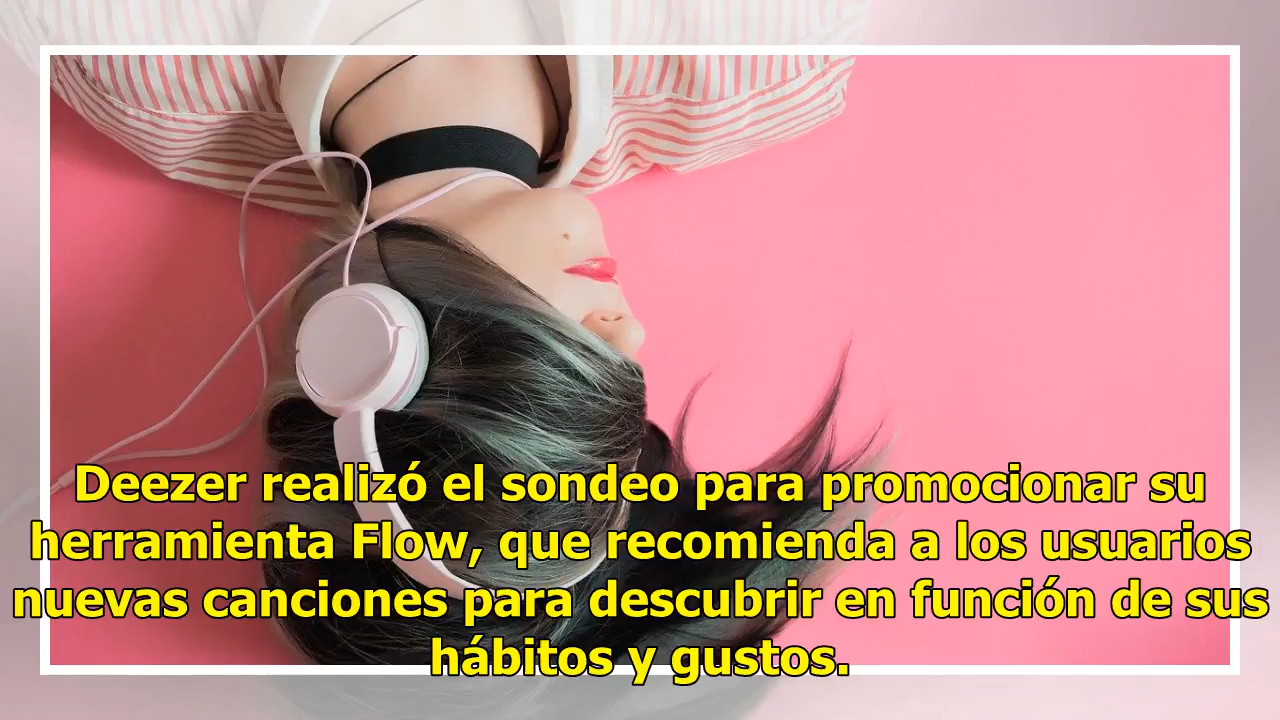 Deezer realizó el sondeo para promocionar su
herramienta Flow, que recomienda a los usuarios
nuevas canciones para descubrir en función de sus
hábitos y gustos.